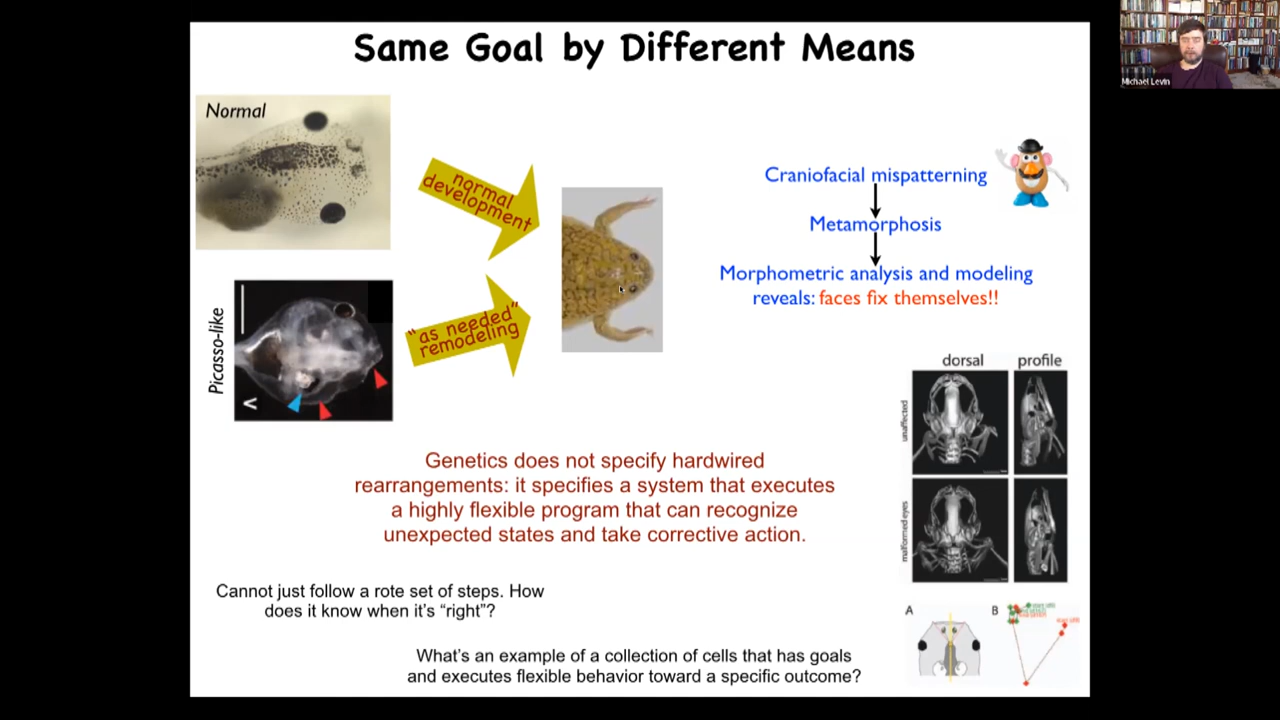 Same Goal by Different Means
Michael Levin
Normal
normal
development
Picasso-like
<
"as needed"
remodeling
Craniofacial mispatterning
Metamorphosis
Morphometric analysis and modeling
reveals: faces fix themselves!!
dorsal
profile
unaffected
malformed eyes
Genetics does not specify hardwired
rearrangements: it specifies a system that executes
a highly flexible program that can recognize
unexpected states and take corrective action.
Cannot just follow a rote set of steps. How
does it know when it's "right"?
What's an example of a collection of cells that has goals
and executes flexible behavior toward a specific outcome?
A
B